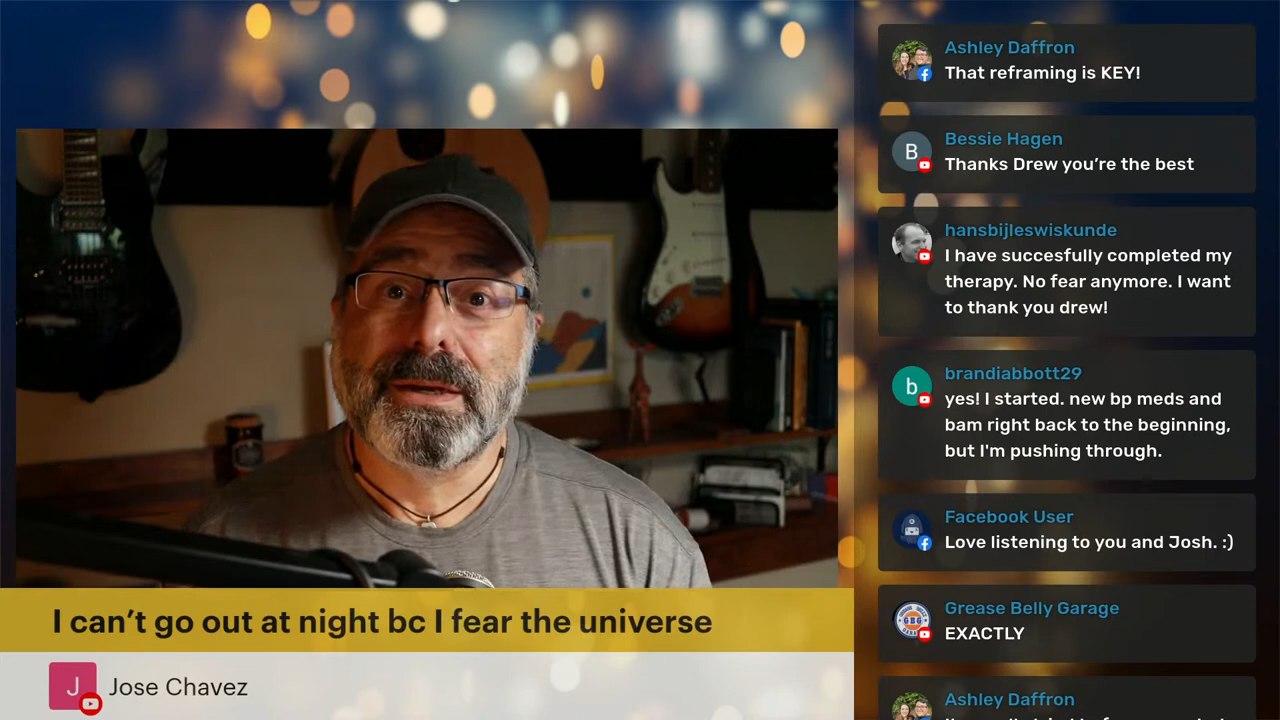 I can't go out at night bc I fear the universe
J
Jose Chavez
Ashley Daffron
That reframing is KEY!
B
Bessie Hagen
Thanks Drew you're the best
hansbijleswiskunde
I have succesfully completed my
therapy. No fear anymore. I want
to thank you drew!
b
brandiabbott29
yes! I started. new bp meds and
bam right back to the beginning,
but I'm pushing through.
Facebook User
Love listening to you and Josh. :)
GBG
Grease Belly Garage
EXACTLY
Ashley Daffron